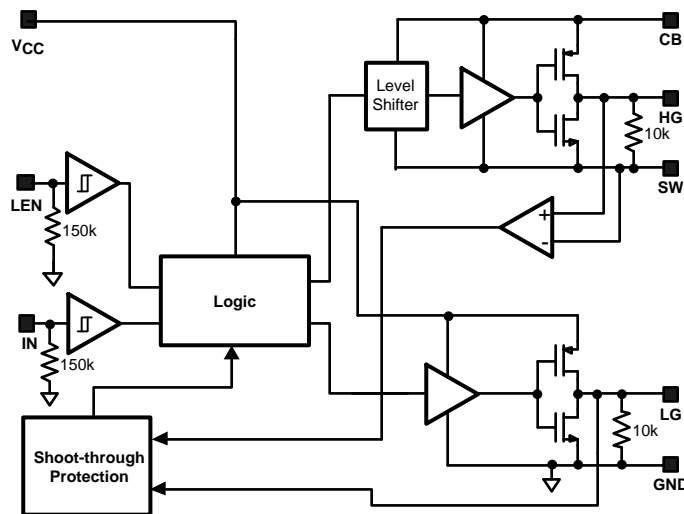 VCC
CB
Level
Shifter
HG
10k
SW
LEN
150k
+
-
Logic
IN
150k
LG
10k
Shoot-through
Protection
GND